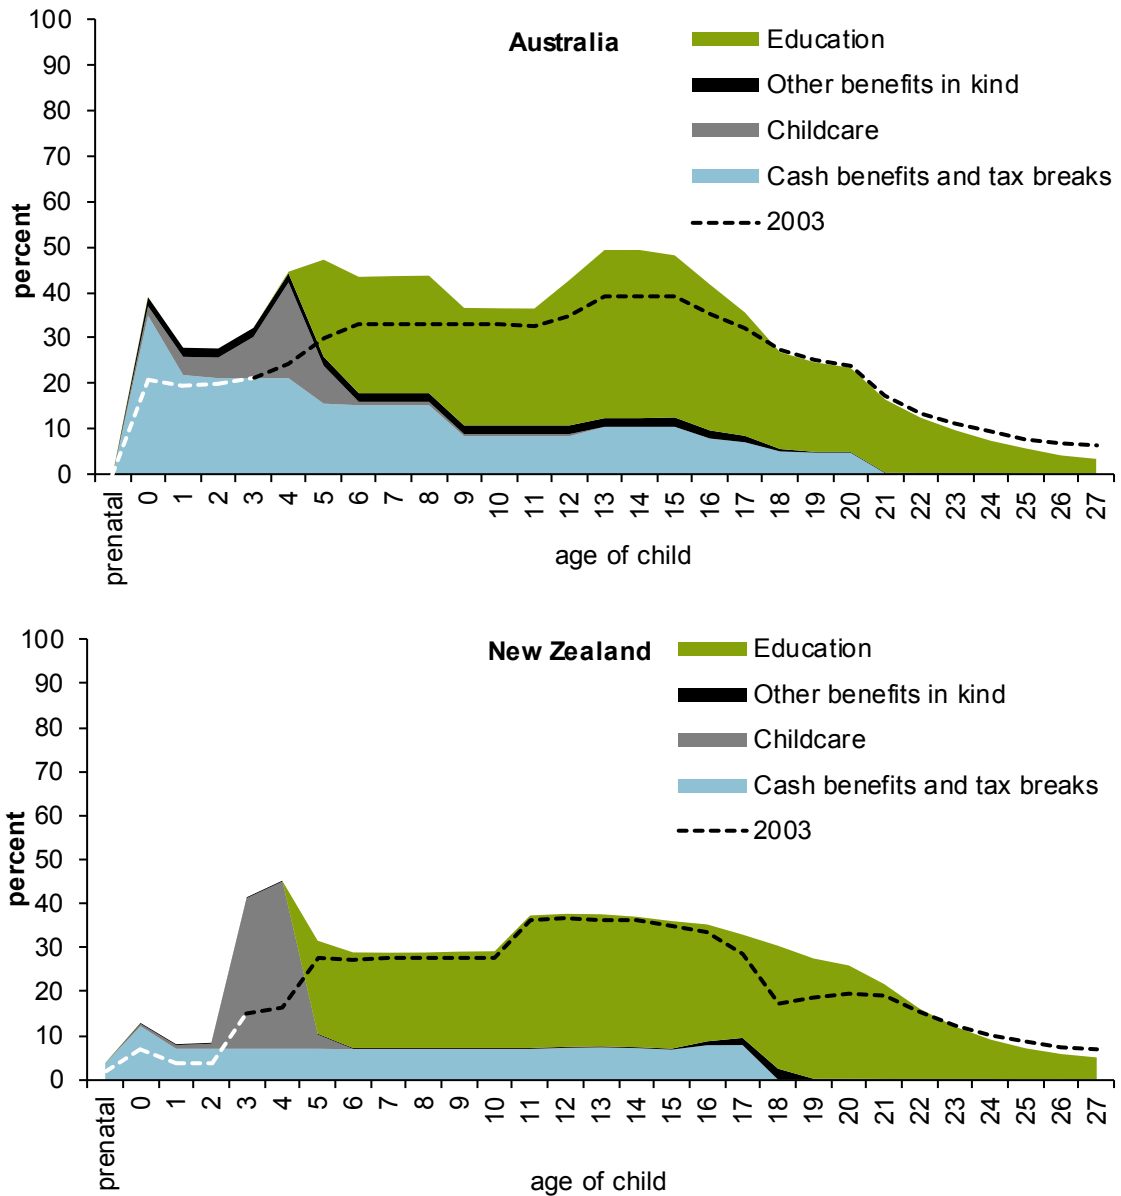 100
90
80
70
60
50
40
30
20
10
0
percent
Australia
Education
Other benefits in kind
Childcare
Cash benefits and tax breaks
2003
prenatal 0 1 2 3 4 5 6 7 8 9 10 11 12 13 14 15 16 17 18 19 20 21 22 23 24 25 26 27
age of child
100
90
80
70
60
50
40
30
20
10
0
percent
New Zealand
Education
Other benefits in kind
Childcare
Cash benefits and tax breaks
2003
prenatal 0 1 2 3 4 5 6 7 8 9 10 11 12 13 14 15 16 17 18 19 20 21 22 23 24 25 26 27
age of child